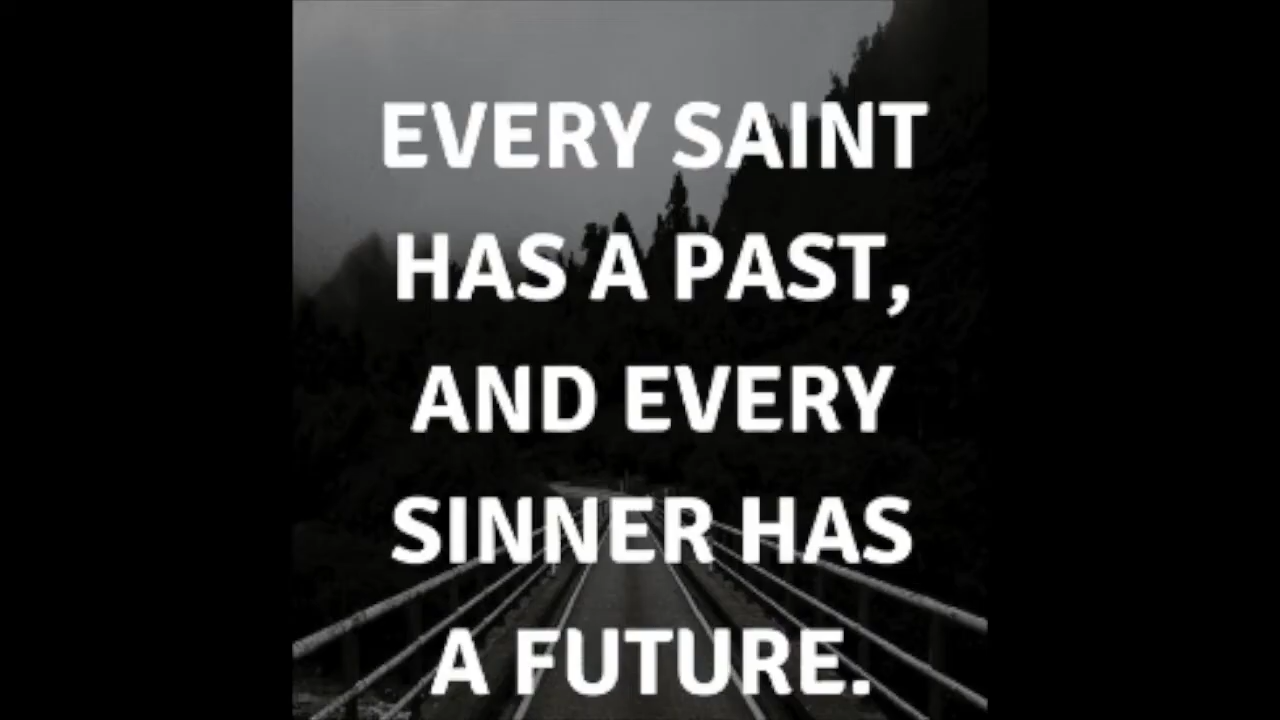 EVERY SAINT
HAS A PAST,
AND EVERY
SINNER HAS
A FUTURE.